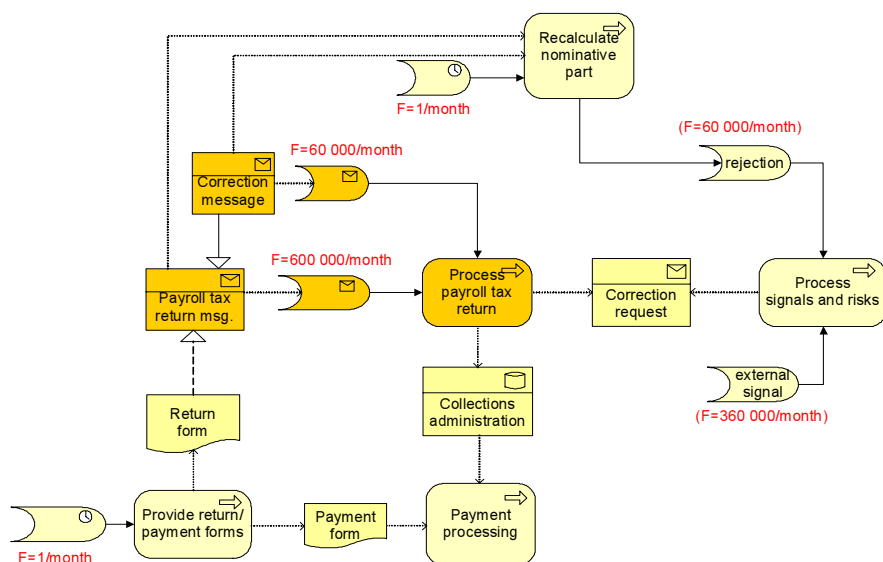 Recalculate
nominative
part
F=1/month
(F=60 000/month)
F=60 000/month
rejection
Correction
message
F=600 000/month
Process
payroll tax
return
Payroll tax
return msg.
Correction
request
Process
signals and risks
external
signal
(F=360 000/month)
Collections
administration
Return
form
Provide return/
payment forms
Payment
form
Payment
processing
F=1/month